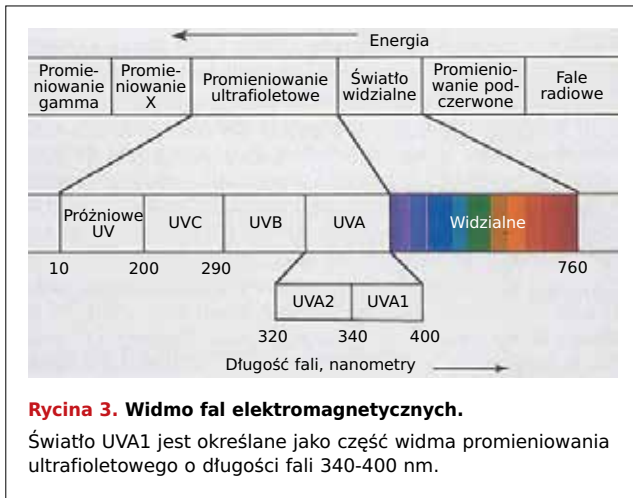 Energia
Promie-
niowanie
gamma
Promie-
niowanie
X
Promieniowanie
ultrafioletowe
Światło
widzialne
Promienio-
wanie pod-
czerwone
Fale
radiowe
Próżniowe
UV
UVC
UVB
UVA
Widzialne
10
200
290
760
UVA2
UVA1
320
340
400
Długość fali, nanometry
Rycina 3. Widmo fal elektromagnetycznych.
Światło UVA1 jest określane jako część widma promieniowania
ultrafioletowego o długości fali 340-400 nm.